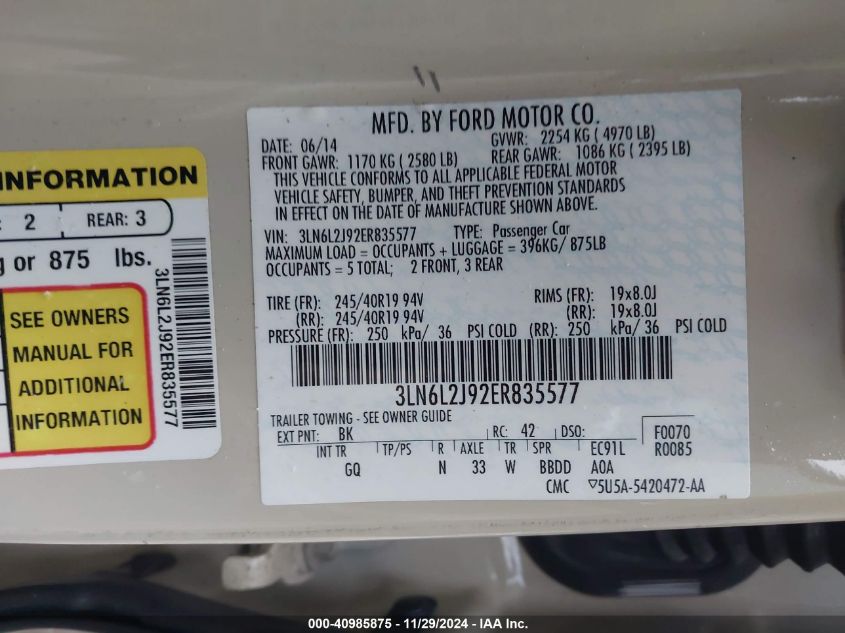 INFORMATION
: 2 REAR: 3
g or 875 lbs.
SEE OWNERS
MANUAL FOR
ADDITIONAL
INFORMATION
3LN6L2J92ER835577
MFD. BY FORD MOTOR CO.
DATE: 06/14 GVWR: 2254 KG ( 4970 LB)
FRONT GAWR: 1170 KG ( 2580 LB) REAR GAWR: 1086 KG ( 2395 LB)
THIS VEHICLE CONFORMS TO ALL APPLICABLE FEDERAL MOTOR
VEHICLE SAFETY, BUMPER, AND THEFT PREVENTION STANDARDS
IN EFFECT ON THE DATE OF MANUFACTURE SHOWN ABOVE.
VIN: 3LN6L2J92ER835577 TYPE: Passenger Car
MAXIMUM LOAD = OCCUPANTS + LUGGAGE = 396KG/ 875LB
OCCUPANTS = 5 TOTAL; 2 FRONT, 3 REAR
TIRE (FR): 245/40R19 94V RIMS (FR): 19x8.0J
(RR): 245/40R19 94V (RR): 19x8.0J
PRESSURE (FR): 250 kPa/ 36 PSI COLD (RR): 250 kPa/ 36 PSI COLD
3LN6L2J92ER835577
TRAILER TOWING - SEE OWNER GUIDE
EXT PNT: BK RC: 42 DSO: F0070
INT TR TP/PS R AXLE TR SPR EC91L R0085
GQ N 33 W BBDD A0A
CMC ▽5U5A-5420472-AA
000-40985875 - 11/29/2024 - IAA Inc.